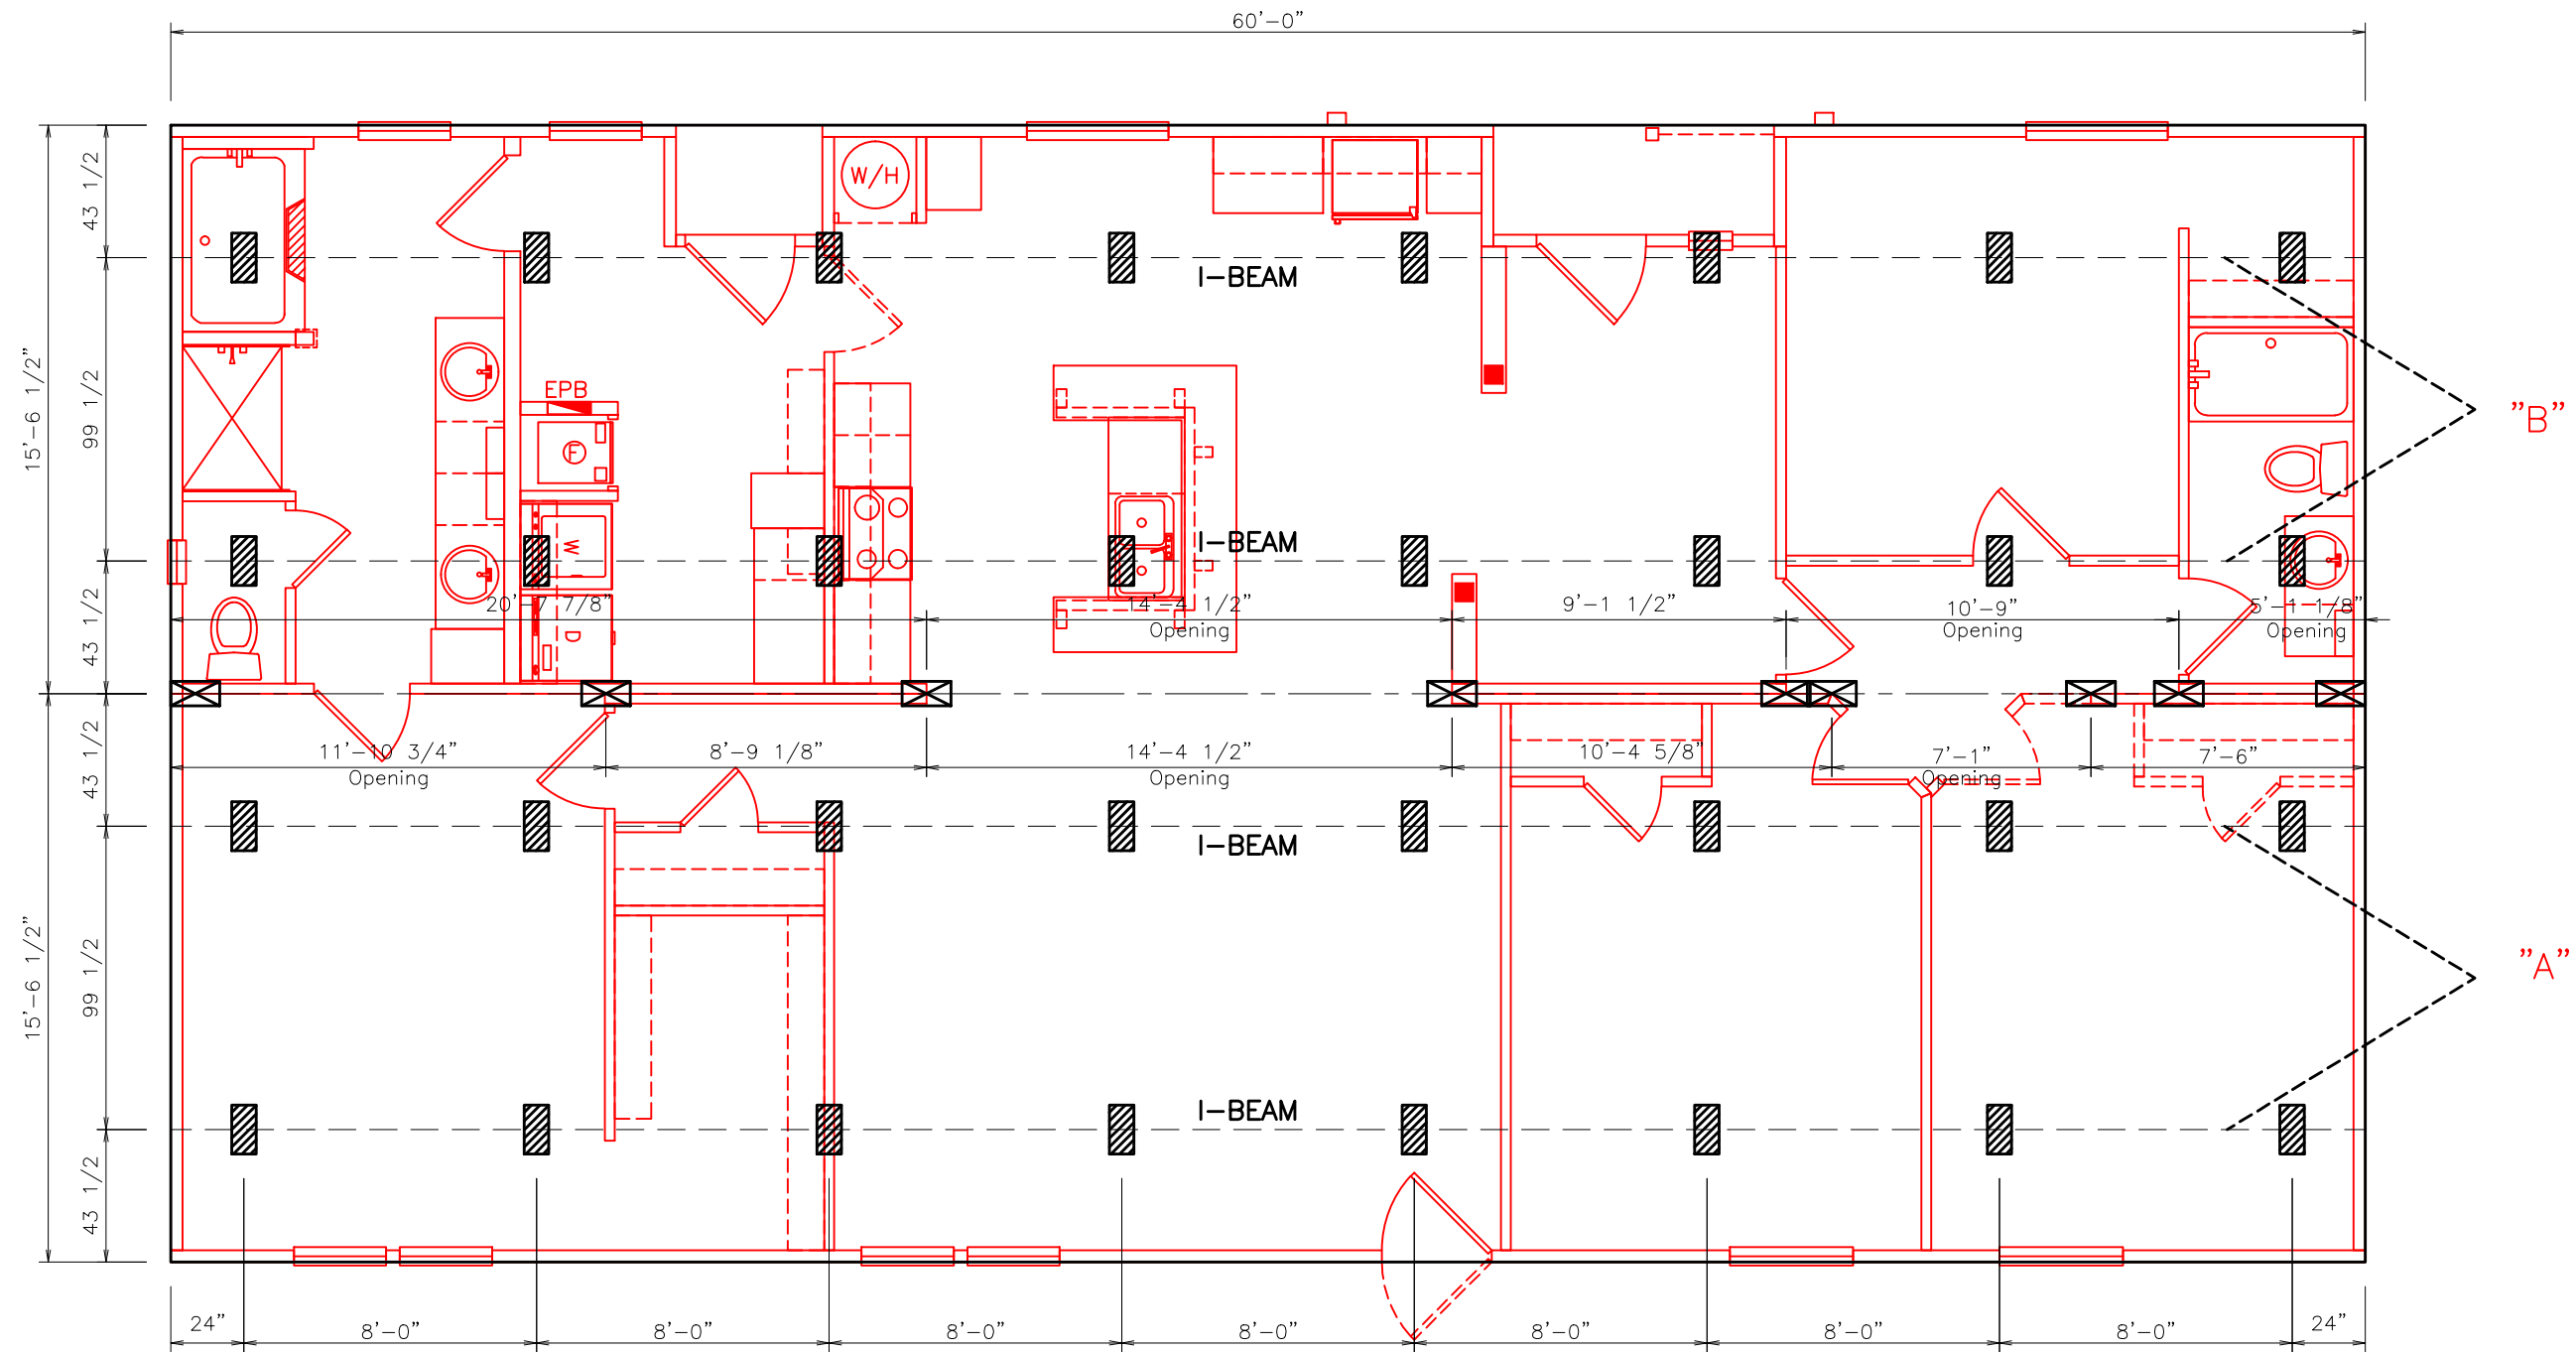 60'-0"
43 1/2
W/H
I-BEAM
15'-6 1/2"
99 1/2
EPB
F
"B"
W
I-BEAM
43 1/2
20'-7 7/8"
14'-4 1/2"
Opening
9'-1 1/2"
10'-9"
Opening
5'-1 1/8"
Opening
D
43 1/2
11'-10 3/4"
Opening
8'-9 1/8"
14'-4 1/2"
Opening
10'-4 5/8"
7'-1"
Opening
7'-6"
I-BEAM
15'-6 1/2"
99 1/2
"A"
I-BEAM
43 1/2
24"
8'-0"
8'-0"
8'-0"
8'-0"
8'-0"
8'-0"
8'-0"
24"